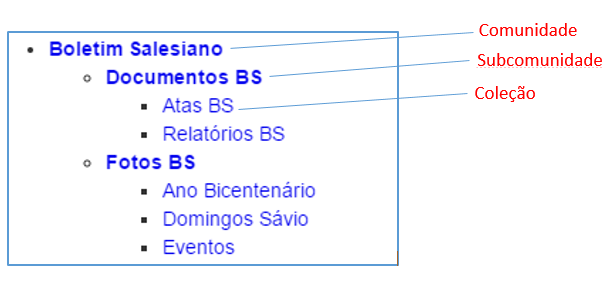 Boletim Salesiano
Comunidade
Documentos BS
Subcomunidade
Atas BS
Coleção
Relatórios BS
Fotos BS
Ano Bicentenário
Domingos Sávio
Eventos